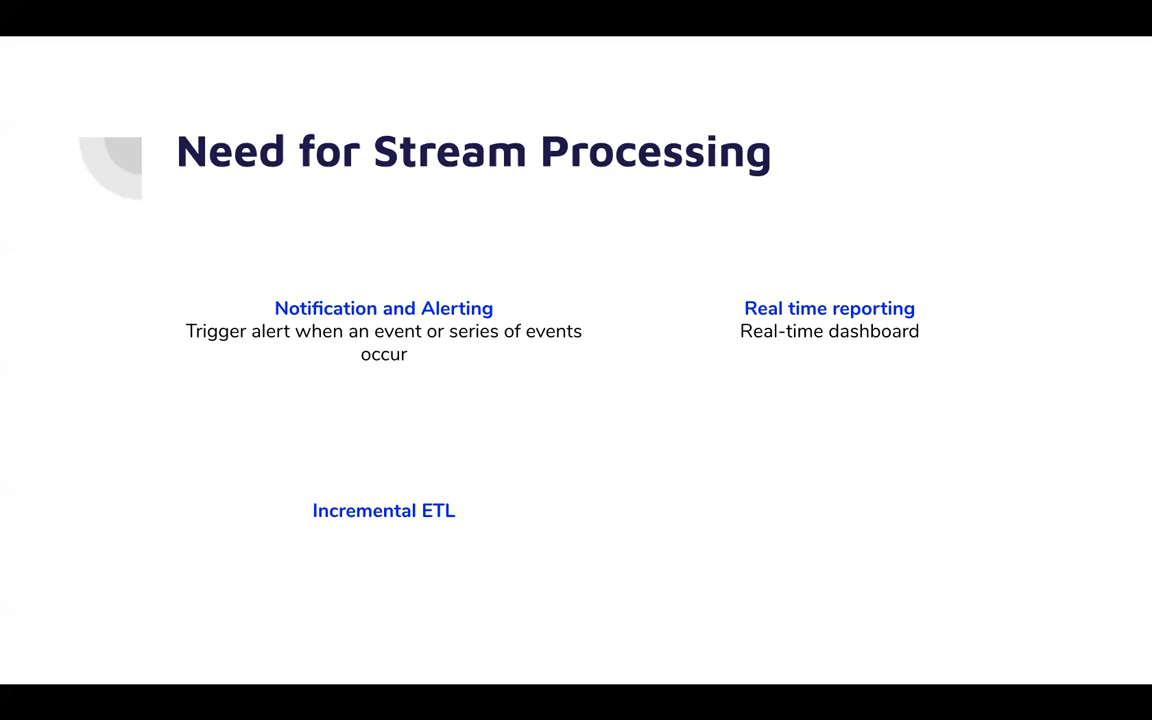 Need for Stream Processing
Notification and Alerting
Trigger alert when an event or series of events
occur
Real time reporting
Real-time dashboard
Incremental ETL